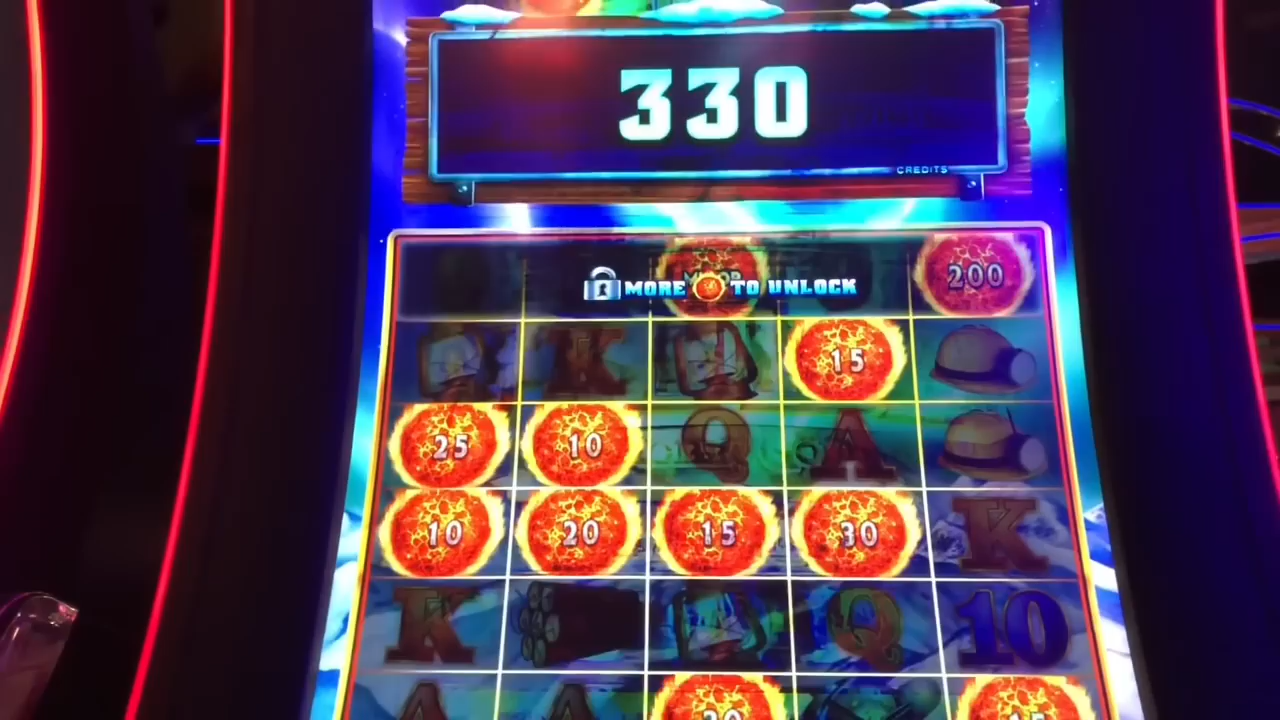 330
CREDITS
MORE TO UNLOCK
200
K 15
25 10 Q A
10 20 15 30 K
K Q 10
A A